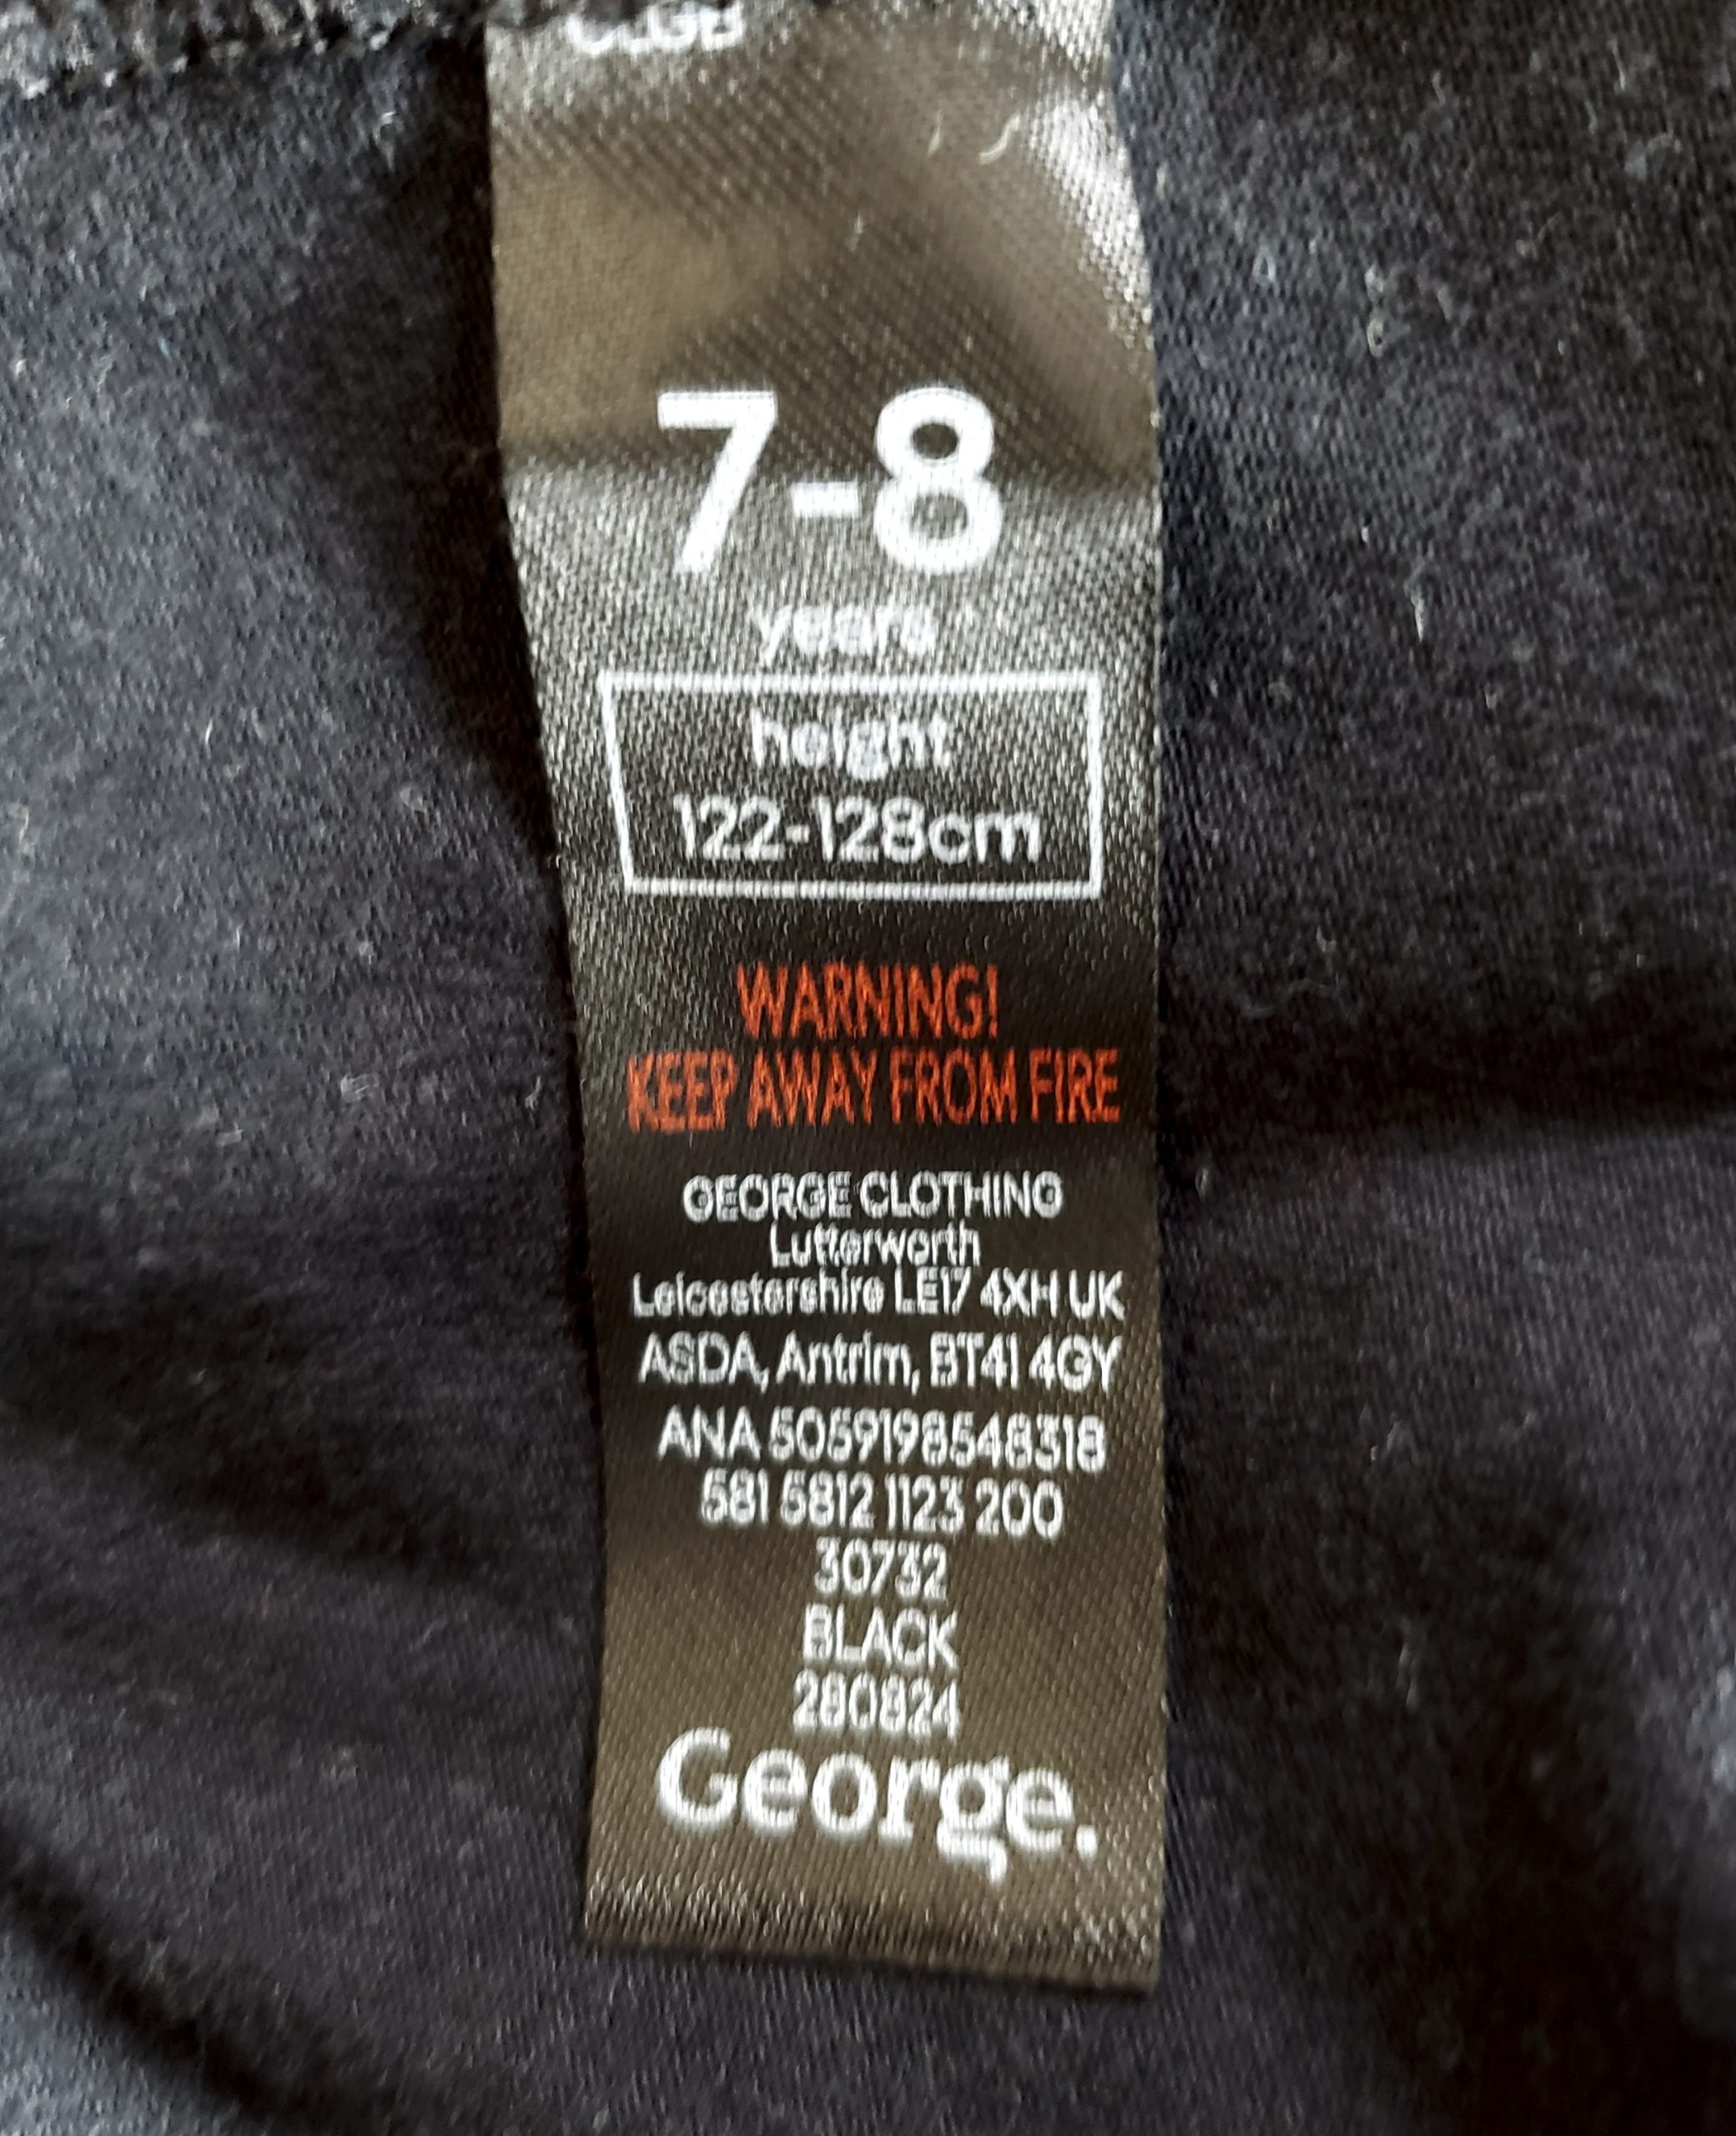 7-8
years
height
122-128cm
WARNING!
KEEP AWAY FROM FIRE
GEORGE CLOTHING
Lutterworth
Leicestershire LE17 4XH UK
ASDA, Antrim, BT41 4GY
ANA 5059198548318
581 5812 1123 200
30732
BLACK
280824
George.